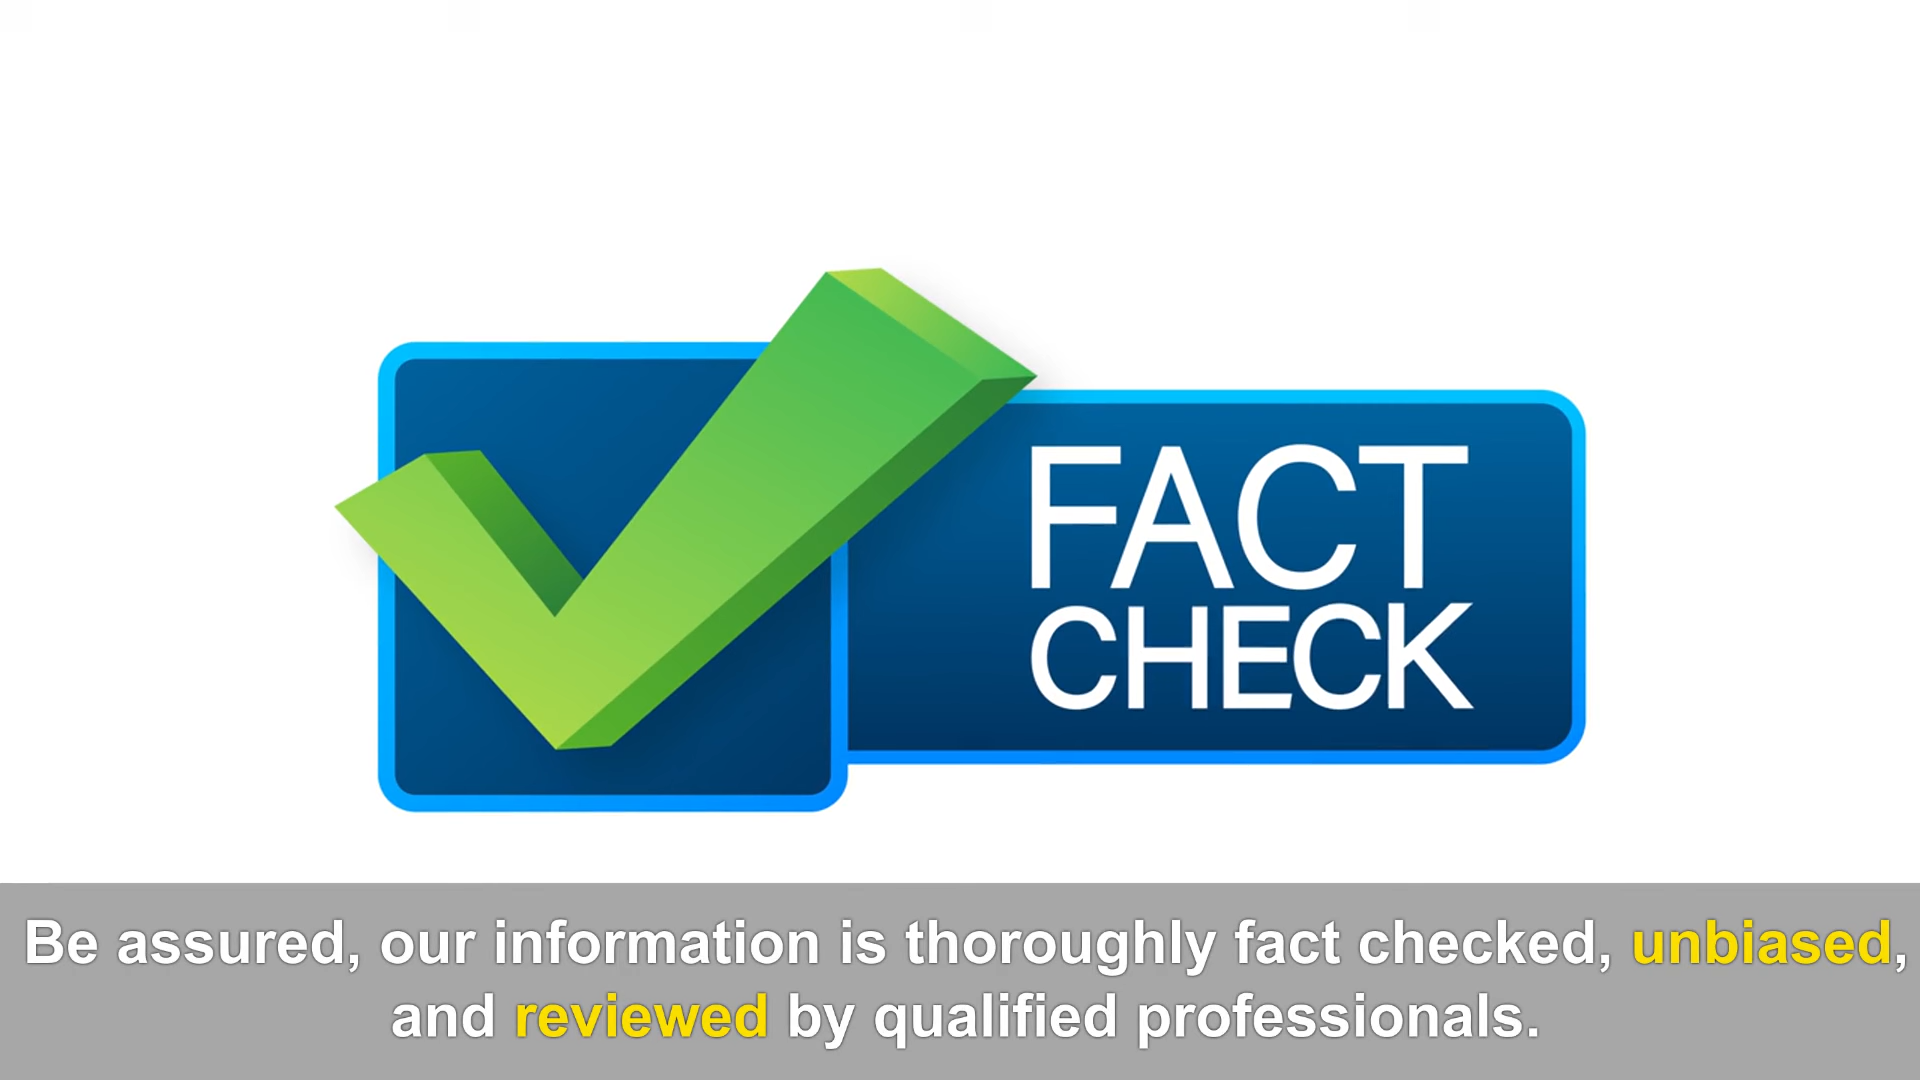 FACT
CHECK
Be assured, our information is thoroughly fact checked, unbiased,
and reviewed by qualified professionals.